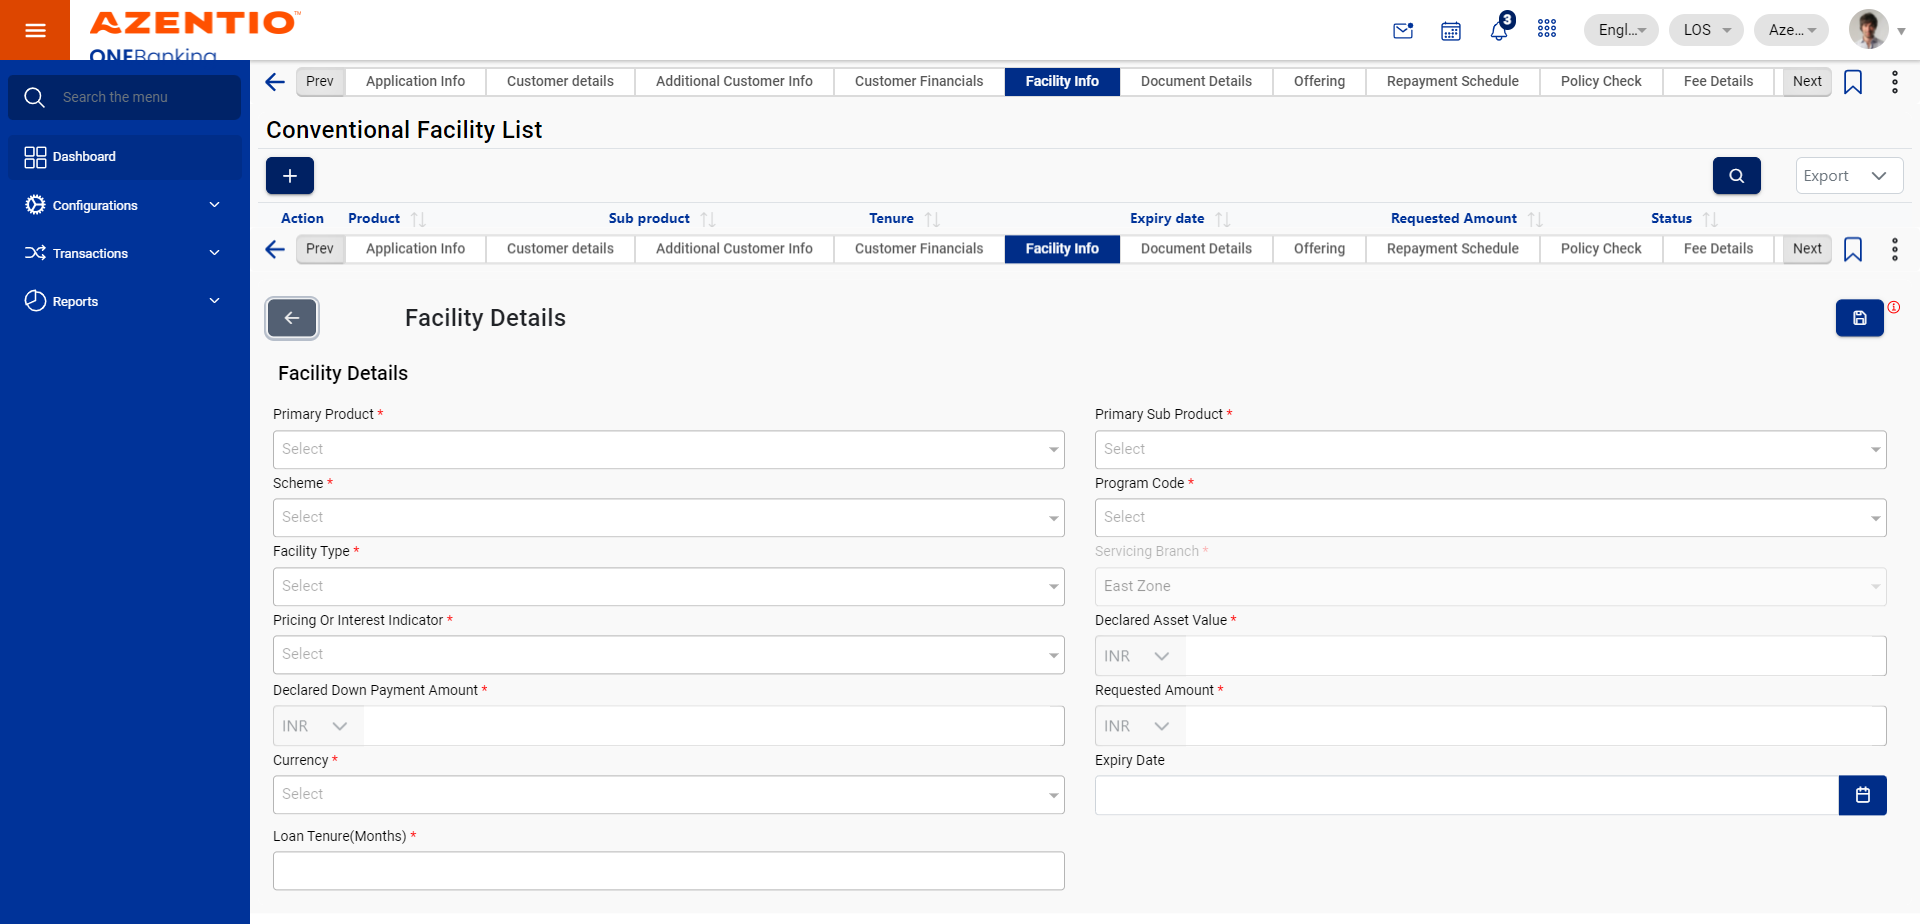 AZENTIO™
ONEBanking
3
Engl...
LOS
Aze...
Search the menu
Dashboard
Configurations
Transactions
Reports
Prev
Application Info
Customer details
Additional Customer Info
Customer Financials
Facility Info
Document Details
Offering
Repayment Schedule
Policy Check
Fee Details
Next
Conventional Facility List
Export
Action
Product
Sub product
Tenure
Expiry date
Requested Amount
Status
Prev
Application Info
Customer details
Additional Customer Info
Customer Financials
Facility Info
Document Details
Offering
Repayment Schedule
Policy Check
Fee Details
Next
Facility Details
Facility Details
Primary Product *
Select
Primary Sub Product *
Select
Scheme *
Select
Program Code *
Select
Facility Type *
Select
Servicing Branch *
East Zone
Pricing Or Interest Indicator *
Select
Declared Asset Value *
INR
Declared Down Payment Amount *
INR
Requested Amount *
INR
Currency *
Select
Expiry Date
Loan Tenure(Months) *